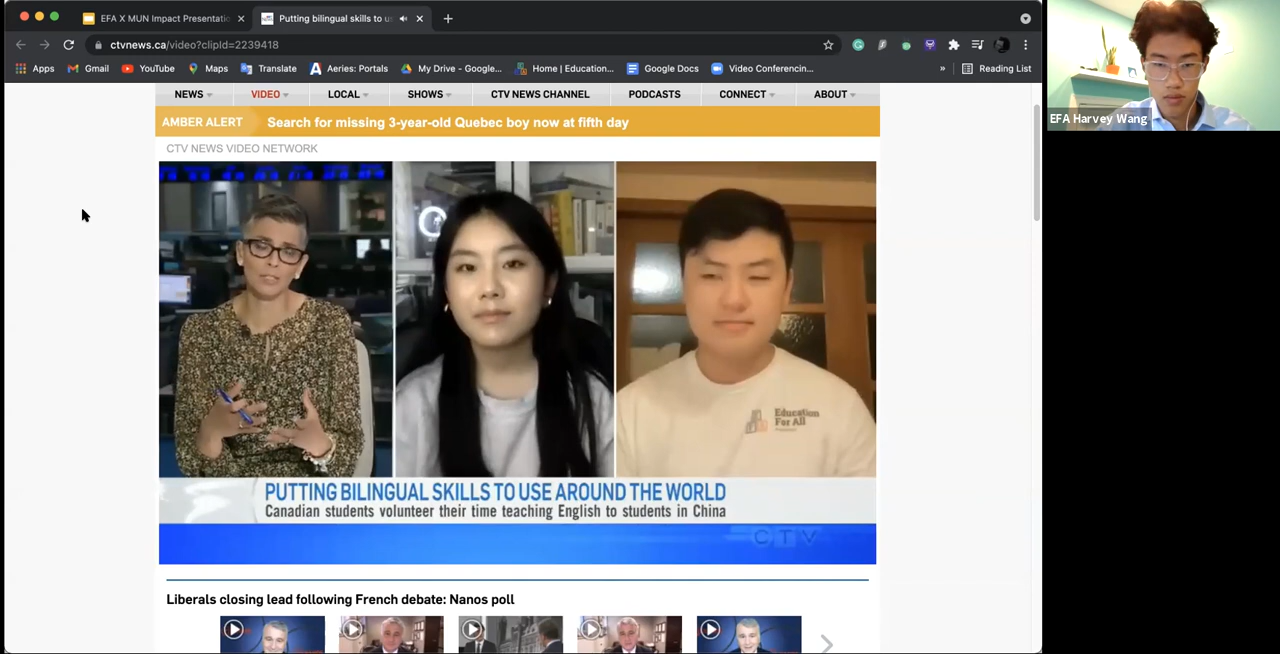 EFA X MUN Impact Presentatio
Putting bilingual skills to us
ctvnews.ca/video?clipId=2239418
Apps Gmail YouTube Maps Translate Aeries: Portals My Drive - Google... Home | Education... Google Docs Video Conferencin... » Reading List
NEWS VIDEO LOCAL SHOWS CTV NEWS CHANNEL PODCASTS CONNECT ABOUT
AMBER ALERT Search for missing 3-year-old Quebec boy now at fifth day
CTV NEWS VIDEO NETWORK
Education
For All
PUTTING BILINGUAL SKILLS TO USE AROUND THE WORLD
Canadian students volunteer their time teaching English to students in China
CTV
Liberals closing lead following French debate: Nanos poll
EFA Harvey Wang